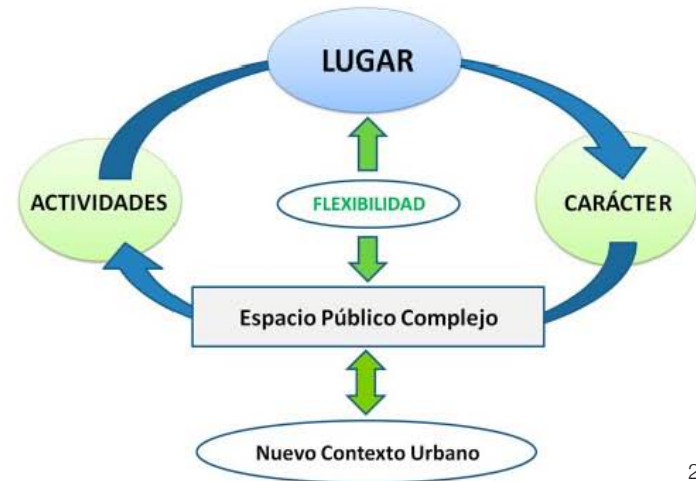 LUGAR
ACTIVIDADES
FLEXIBILIDAD
CARÁCTER
Espacio Público Complejo
Nuevo Contexto Urbano
2